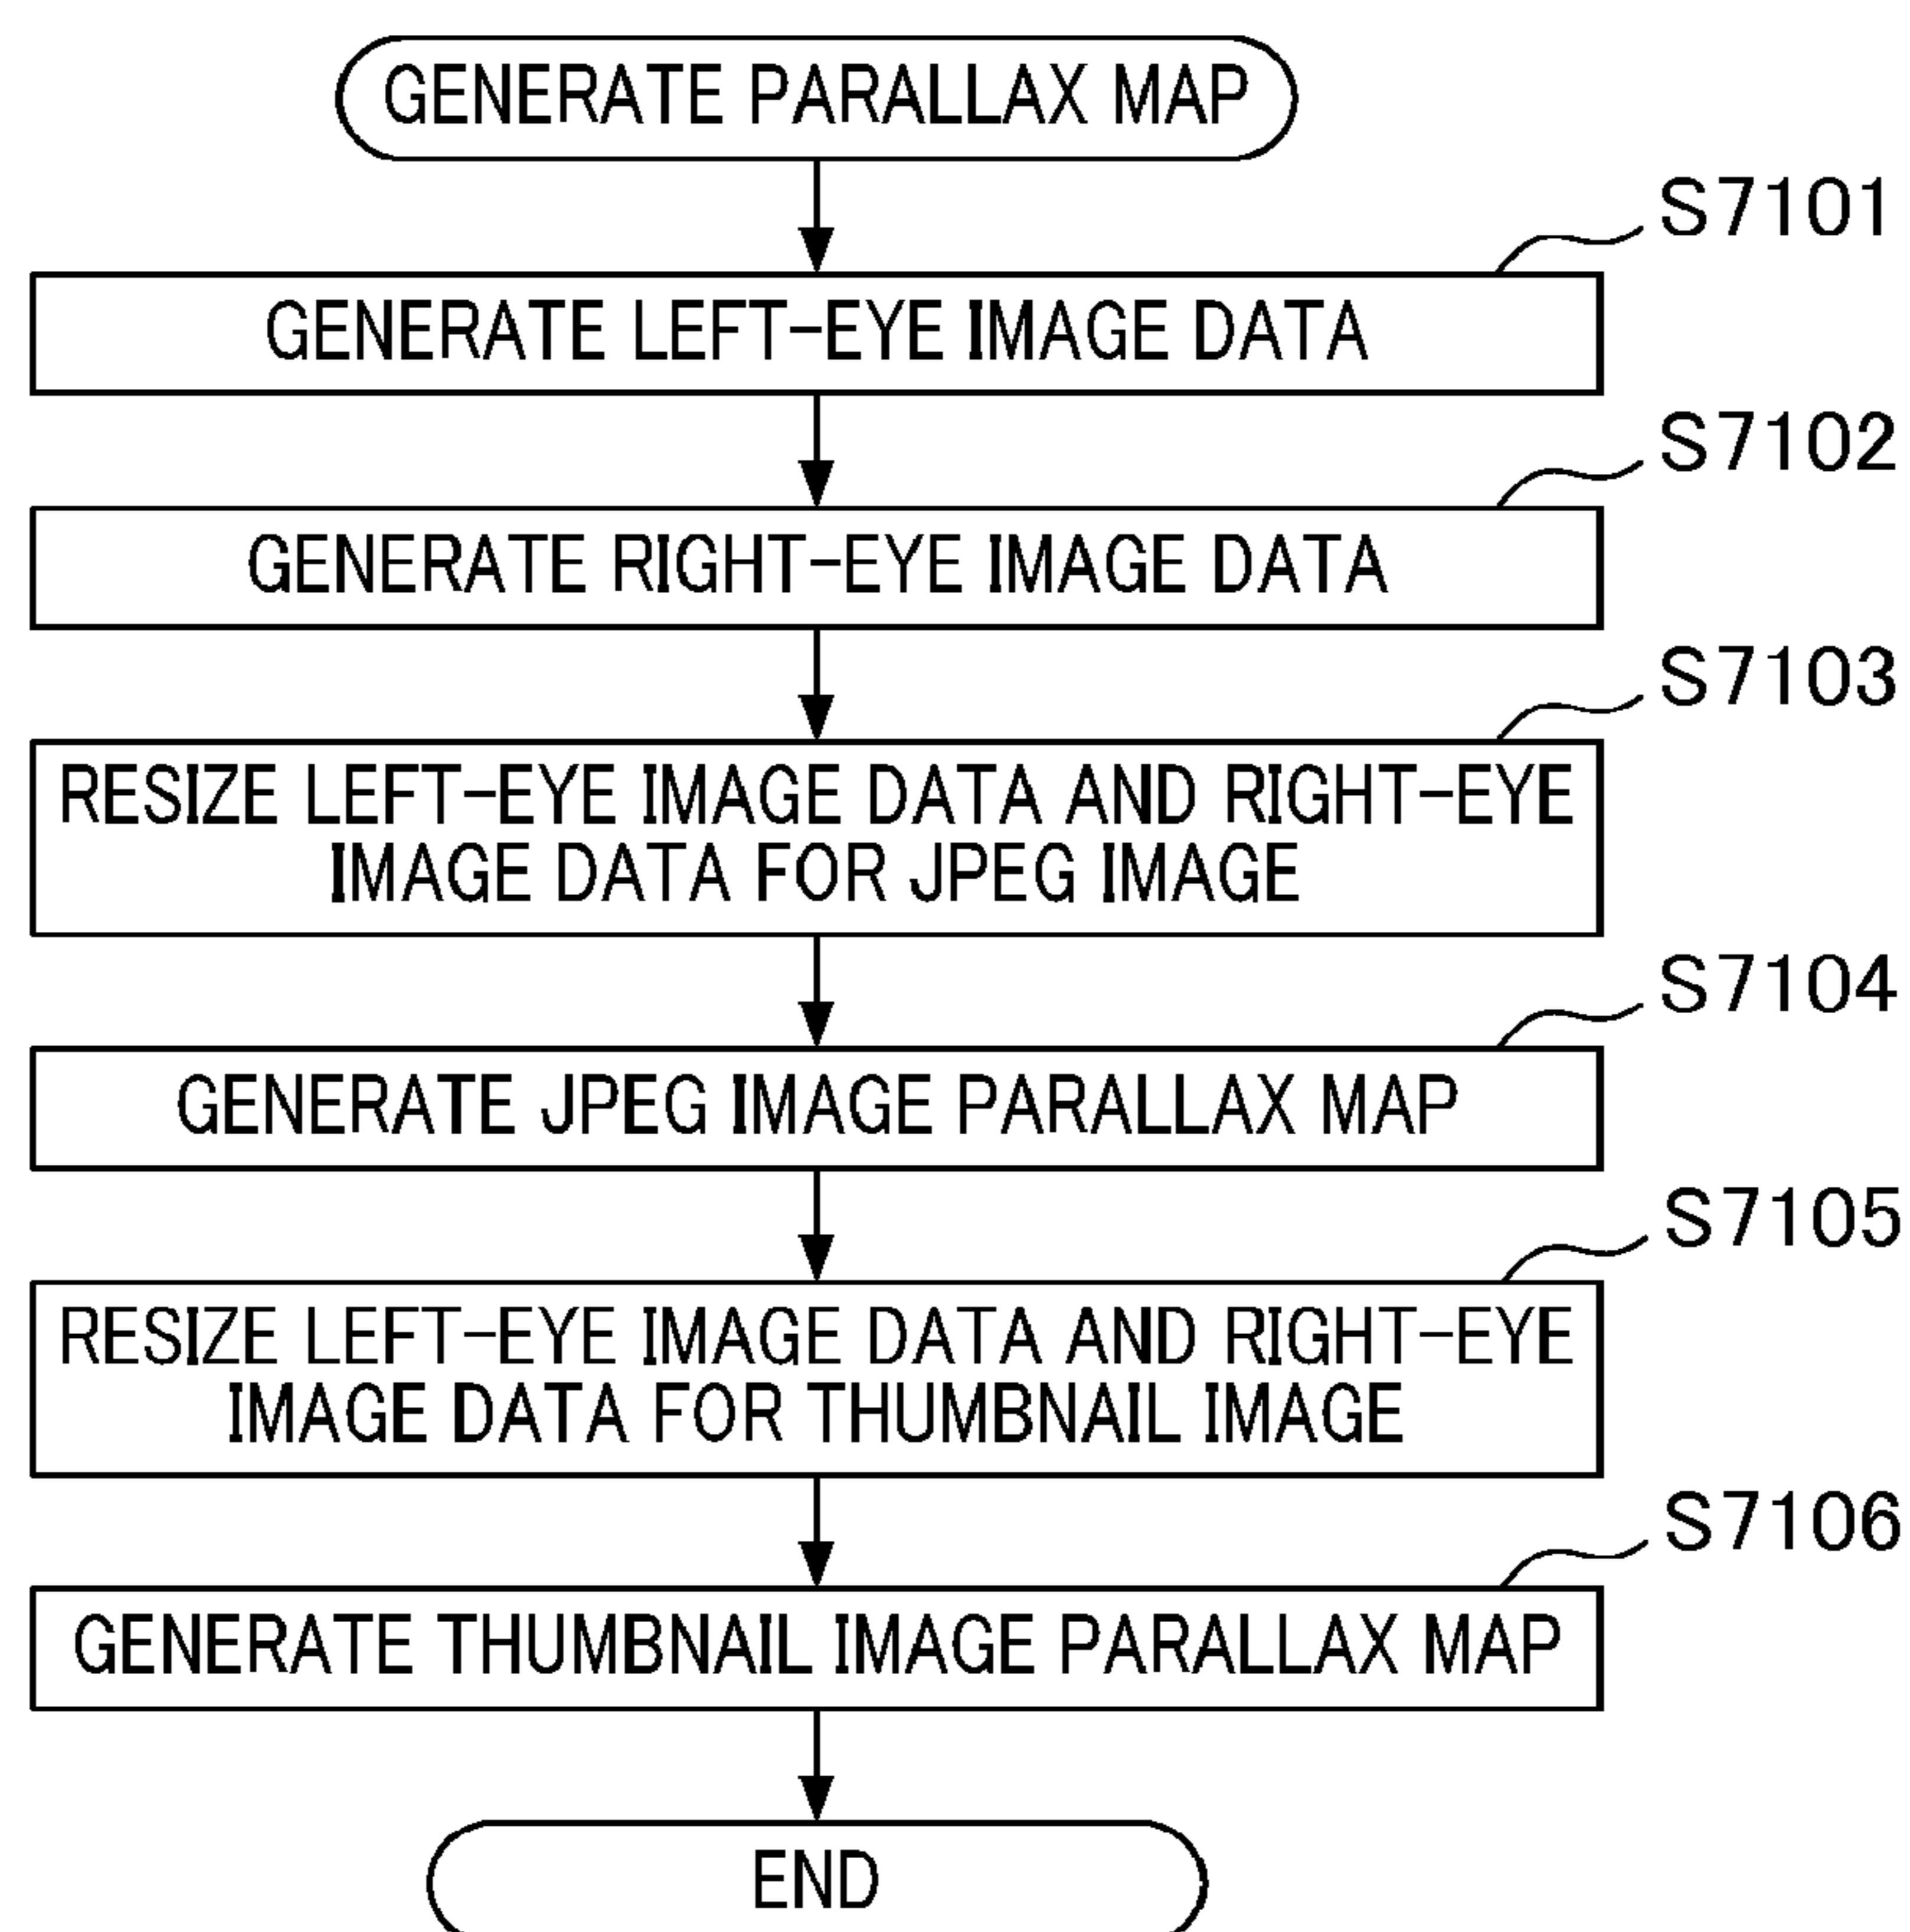 GENERATE PARALLAX MAP
S7101
GENERATE LEFT-EYE IMAGE DATA
S7102
GENERATE RIGHT-EYE IMAGE DATA
S7103
RESIZE LEFT-EYE IMAGE DATA AND RIGHT-EYE
IMAGE DATA FOR JPEG IMAGE
S7104
GENERATE JPEG IMAGE PARALLAX MAP
S7105
RESIZE LEFT-EYE IMAGE DATA AND RIGHT-EYE
IMAGE DATA FOR THUMBNAIL IMAGE
S7106
GENERATE THUMBNAIL IMAGE PARALLAX MAP
END